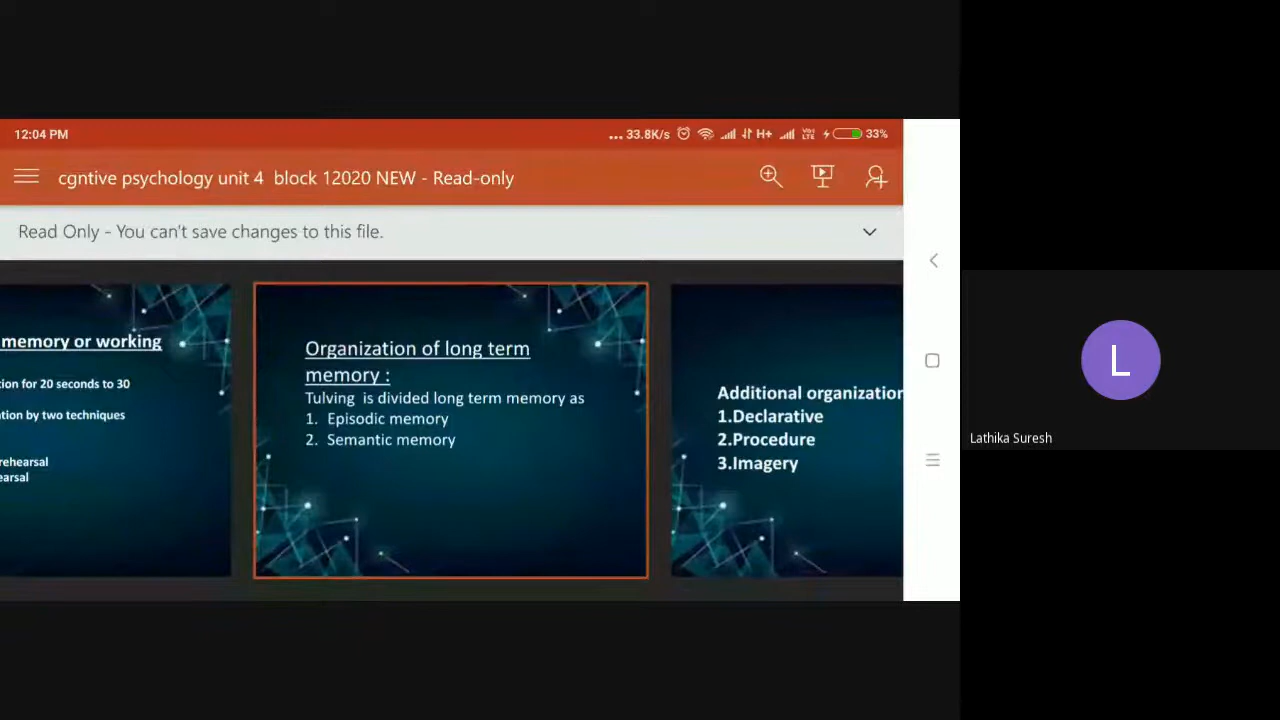 12:04 PM
... 33.8K/s H+ 33%
cgntive psychology unit 4 block 12020 NEW - Read-only
Read Only - You can't save changes to this file.
memory or working
tion for 20 seconds to 30
ation by two techniques
rehearsal
earsal
Organization of long term
memory :
Tulving is divided long term memory as
1. Episodic memory
2. Semantic memory
Additional organization
1.Declarative
2.Procedure
3.Imagery
L
Lathika Suresh